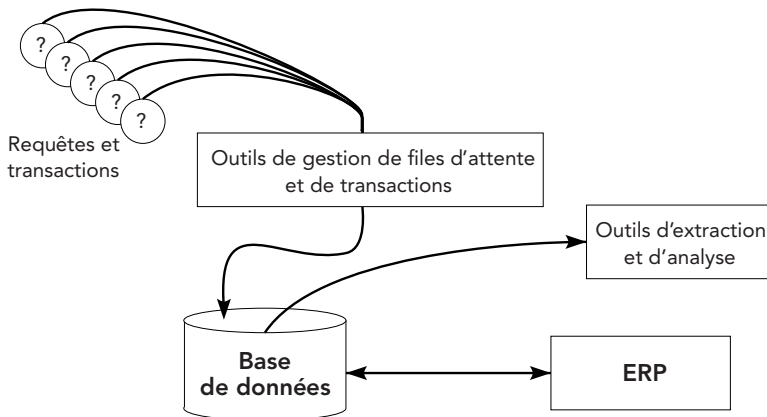 ?
?
?
?
?
Requêtes et
transactions
Outils de gestion de files d'attente
et de transactions
Outils d'extraction
et d'analyse
Base
de données
ERP